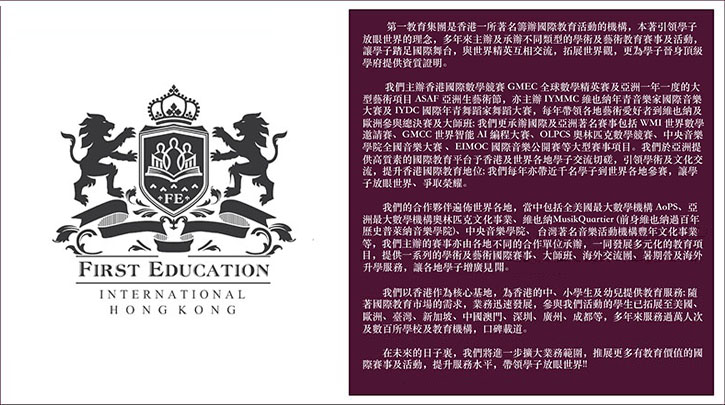 FE
FIRST EDUCATION
INTERNATIONAL
HONG KONG
第一教育集團是香港一所著名籌辦國際教育活動的機構，本著引領學子
放眼世界的理念，多年來主辦及承辦不同類型的學術及藝術教育賽事及活動，
讓學子踏足國際舞台，與世界精英互相交流，拓展世界觀，更為學子晉身頂級
學府提供資質證明。
我們主辦香港國際數學競賽 GMEC 全球數學精英賽及亞洲一年一度的大
型藝術項目 ASAF 亞洲生藝術節，亦主辦 IYMMC 維也納年青音樂家國際音樂
大賽及 IYDC 國際年青舞蹈家舞蹈大賽，每年帶領各地藝術愛好者到維也納及
歐洲參與總決賽及大師班; 我們更承辦國際及亞洲著名賽事包括 WMI 世界數學
邀請賽、GMCC 世界智能 AI 編程大賽、OLPCS 奧林匹克數學競賽、中央音樂
學院全國音樂大賽 、EIMOC 國際音樂公開賽等大型賽事項目。我們於亞洲提
供高質素的國際教育平台予香港及世界各地學子交流切磋，引領學術及文化交
流，提升香港國際教育地位; 我們每年亦帶近千名學子到世界各地參賽，讓學
子放眼世界、爭取榮耀。
我們的合作夥伴遍佈世界各地，當中包括全美國最大數學機構 AoPS、亞
洲最大數學機構奧林匹克文化事業、維也納MusikQuartier (前身維也納過百年
歷史普萊納音樂學院)、中央音樂學院、 台灣著名音樂活動機構豐年文化事業
等，我們主辦的賽事亦由各地不同的合作單位承辦，一同發展多元化的教育項
目，提供一系列的學術及藝術國際賽事、大師班、海外交流團、暑期營及海外
升學服務，讓各地學子增廣見聞。
我們以香港作為核心基地，為香港的中、小學生及幼兒提供教育服務; 隨
著國際教育市場的需求，業務迅速發展，參與我們活動的學生已拓展至美國、
歐洲、臺灣、新加坡、中國澳門、深圳、廣州、成都等，多年來服務過萬人次
及數百所學校及教育機構，口碑載道。
在未來的日子裏，我們將進一步擴大業務範圍，推展更多有教育價值的國
際賽事及活動，提升服務水平，帶領學子放眼世界!!